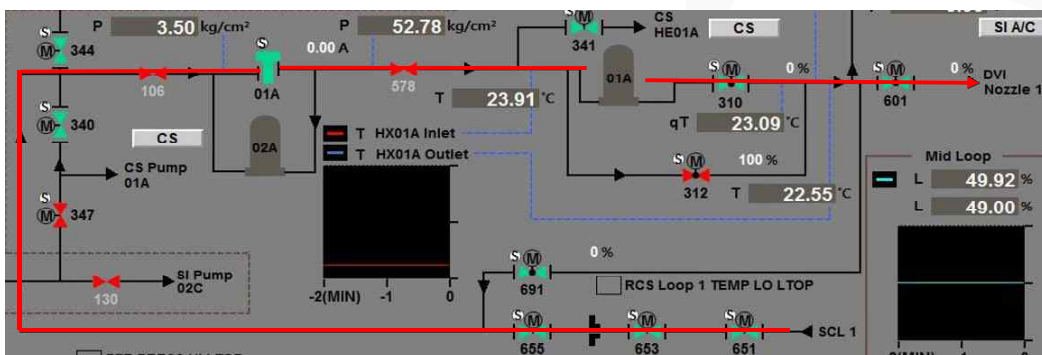 P 3.50 kg/cm² S P 52.78 kg/cm² S M CS HE01A CS SI A/C
M 344 0.00 A 341
S S 0 % S 0 % DVI Nozzle 1
106 01A 578 01A M 310 M 601
T 23.91 °C
S M 340 CS T HX01A Inlet qT 23.09 °C
02A T HX01A Outlet S M 100 % Mid Loop
CS Pump 01A L 49.92 %
S M 347 312 T 22.55 °C L 49.00 %
S M 0 %
SI Pump 02C
130 -2(MIN) -1 0 691 RCS Loop 1 TEMP LO LTOP
S M S M S M SCL 1
655 653 651